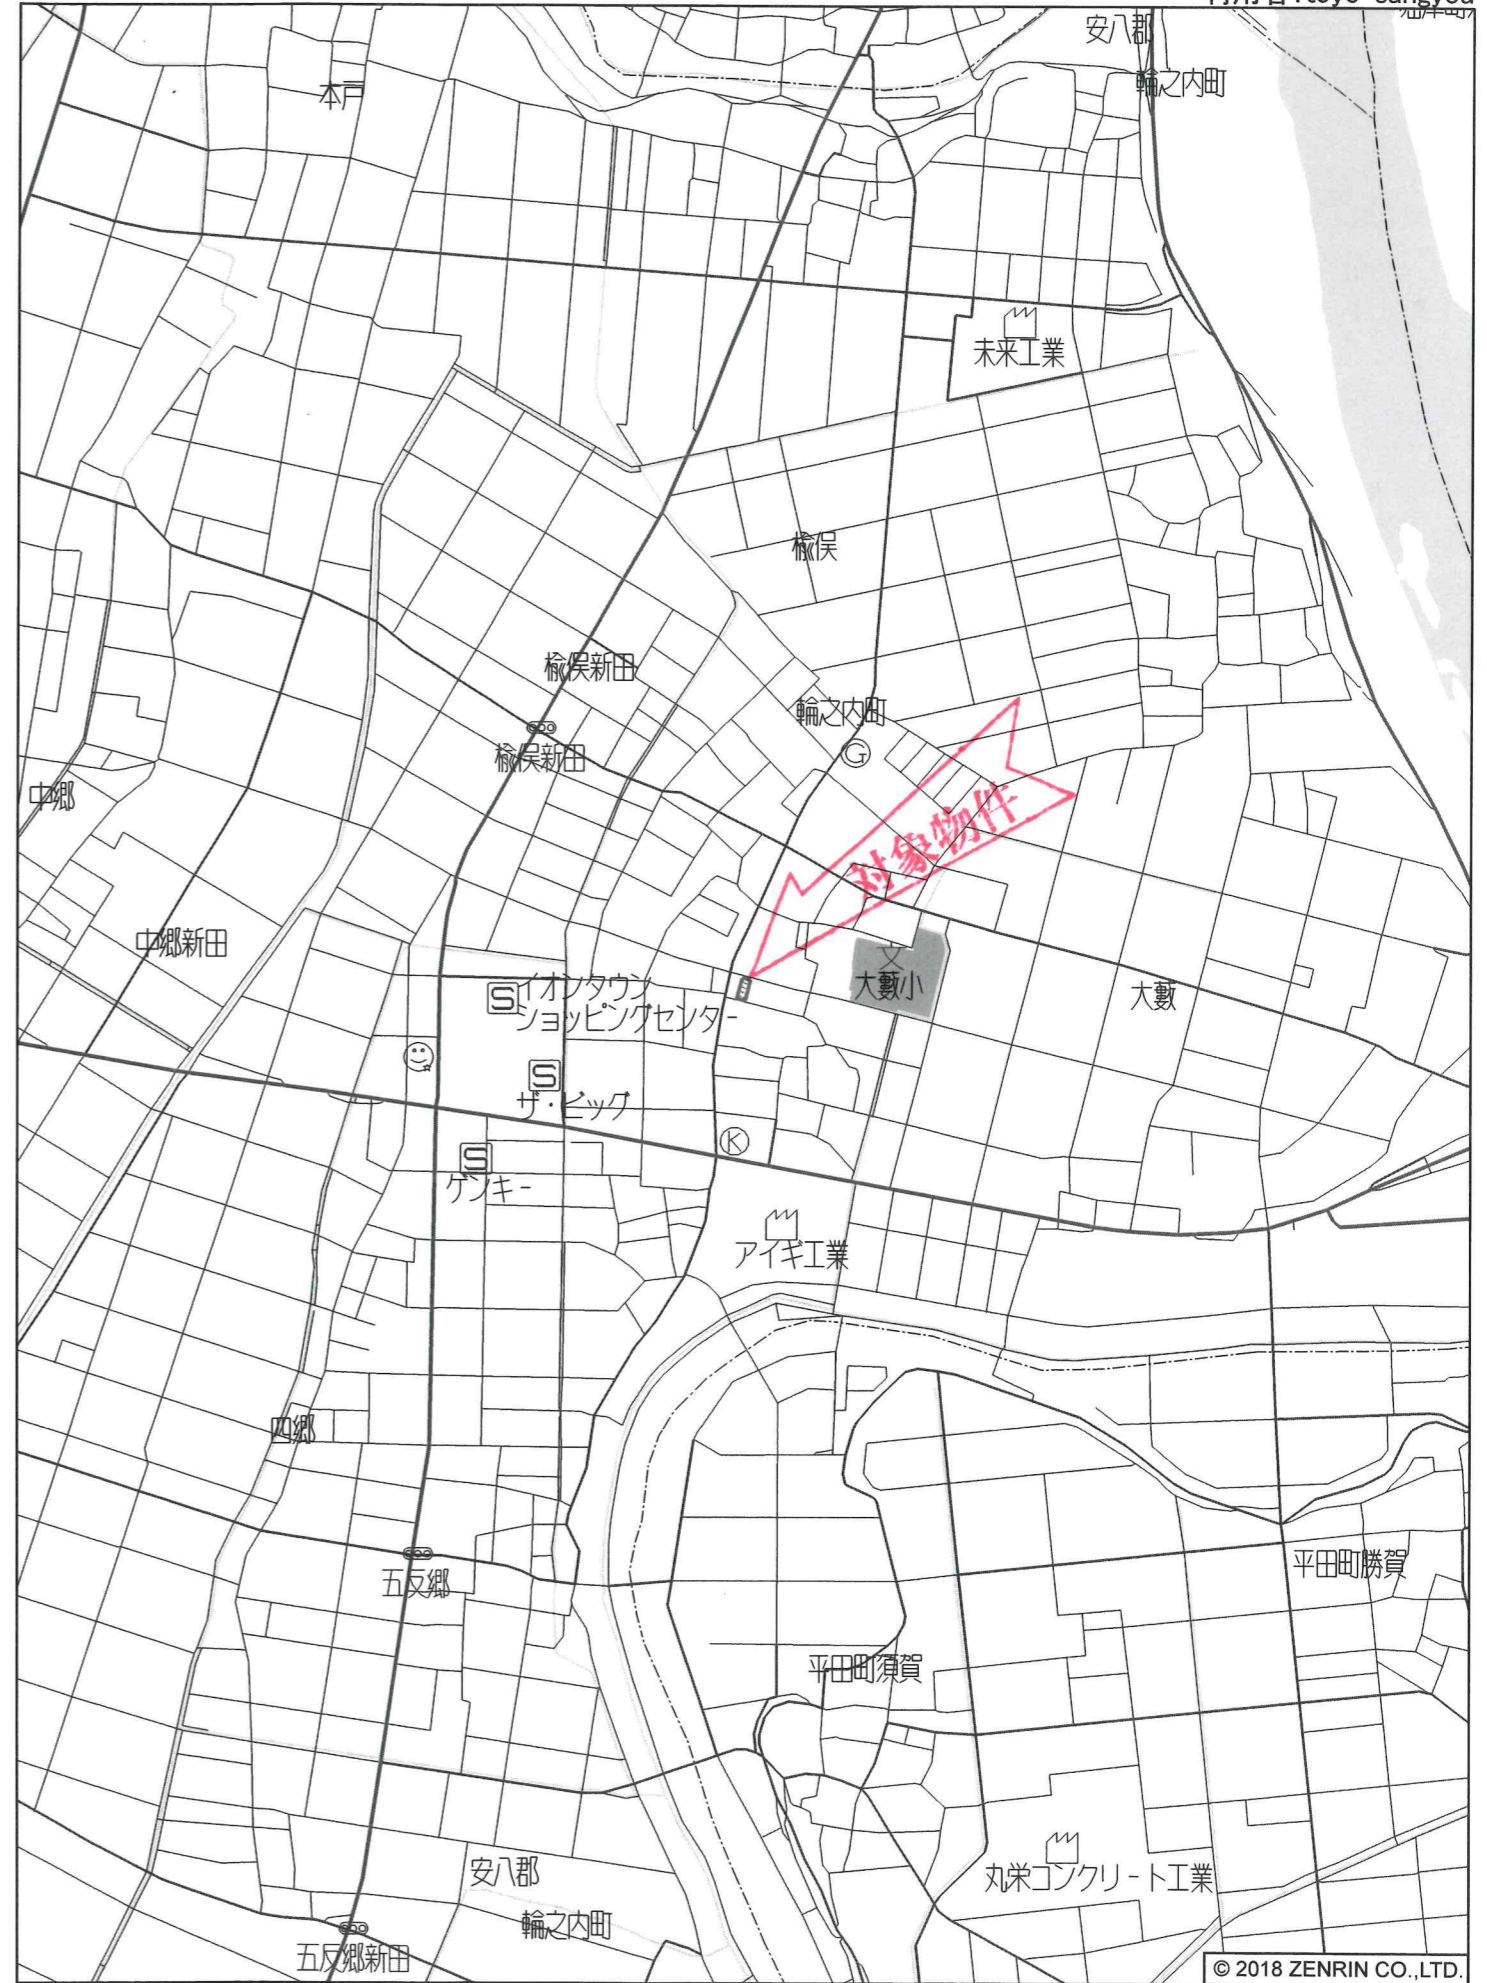 安八郡
輪之内町
本戸
未来工業
楡俣
楡俣新田
輪之内町
G
楡俣新田
中郷
対象物件
中郷新田
文
大藪小
大藪
S イオンタウン
ショッピングセンター
S
ザ・ビッグ
K
S
ゲンキー
アイギ工業
四郷
五反郷
平田町勝賀
平田町須賀
丸栄コンクリート工業
安八郡
輪之内町
五反郷新田
© 2018 ZENRIN CO.,LTD.